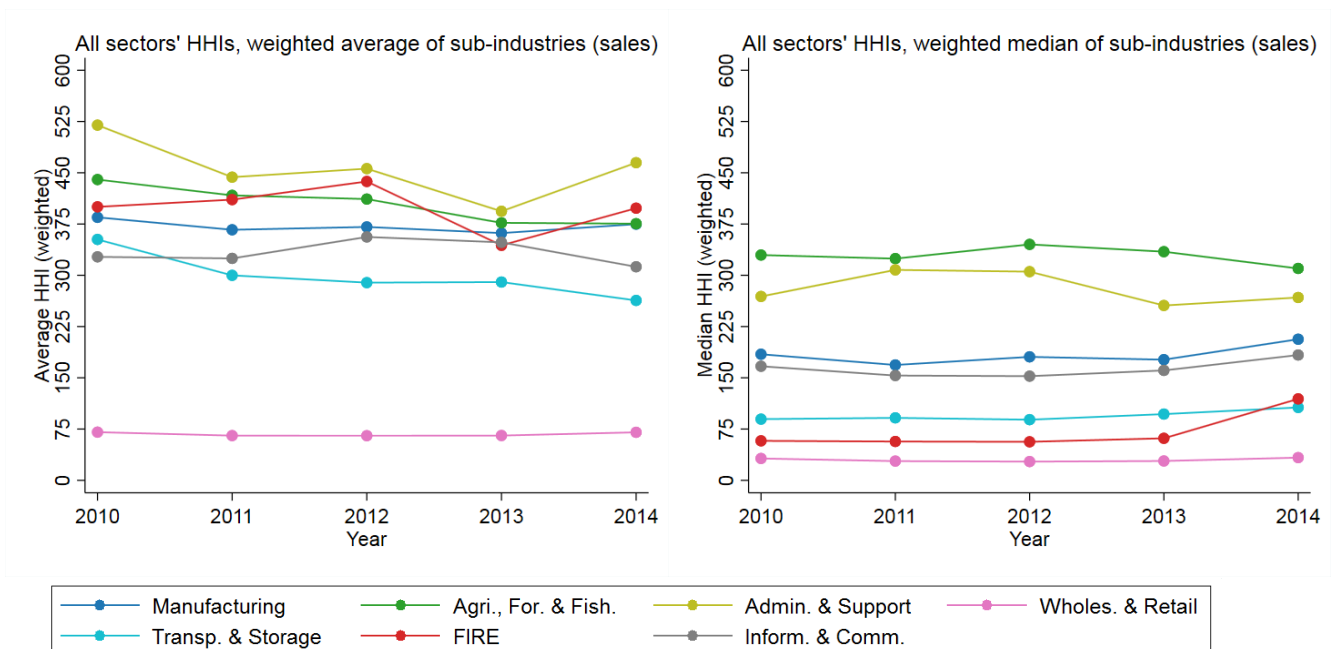 All sectors' HHIs, weighted average of sub-industries (sales)
Average HHI (weighted)
600
525
450
375
300
225
150
75
0
2010 2011 2012 2013 2014
Year
All sectors' HHIs, weighted median of sub-industries (sales)
Median HHI (weighted)
600
525
450
375
300
225
150
75
0
2010 2011 2012 2013 2014
Year
Manufacturing Agri., For. & Fish. Admin. & Support Wholes. & Retail
Transp. & Storage FIRE Inform. & Comm.